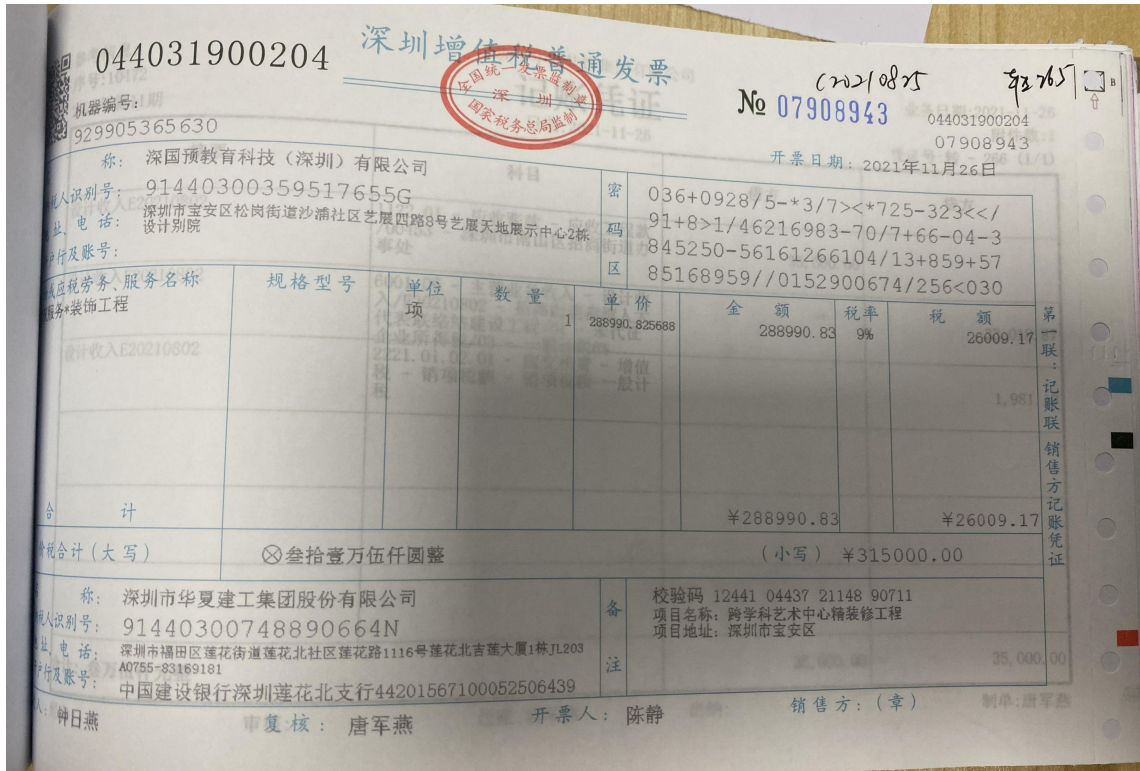 044031900204
深圳增值税普通发票
全国统一发票监制章
深圳
国家税务总局监制
№ 07908943
044031900204
07908943
机器编号:
929905365630
开票日期: 2021年11月26日
称: 深国预教育科技（深圳）有限公司
人识别号: 91440300359517655G
址、电话: 深圳市宝安区松岗街道沙浦社区艺展四路8号艺展天地展示中心2栋
设计别院
行及账号:
密码区
036+0928/5-*3/7><*725-323<</
91+8>1/46216983-70/7+66-04-3
845250-56161266104/13+859+57
85168959//0152900674/256<030
或应税劳务、服务名称 规格型号 单位 数量 单价 金额 税率 税额
服务*装饰工程 项 1 288990.825688 288990.83 9% 26009.17
合计 ¥288990.83 ¥26009.17
价税合计(大写) ⊗叁拾壹万伍仟圆整 (小写) ¥315000.00
称: 深圳市华夏建工集团股份有限公司
人识别号: 91440300748890664N
址、电话: 深圳市福田区莲花街道莲花北社区莲花路1116号莲花北吉莲大厦1栋JL203
A0755-83169181
行及账号: 中国建设银行深圳莲花北支行44201567100052506439
备注
校验码 12441 04437 21148 90711
项目名称: 跨学科艺术中心精装修工程
项目地址: 深圳市宝安区
人: 钟日燕 复核: 唐军燕 开票人: 陈静 销售方:(章)
第一联:记账联 销售方记账凭证